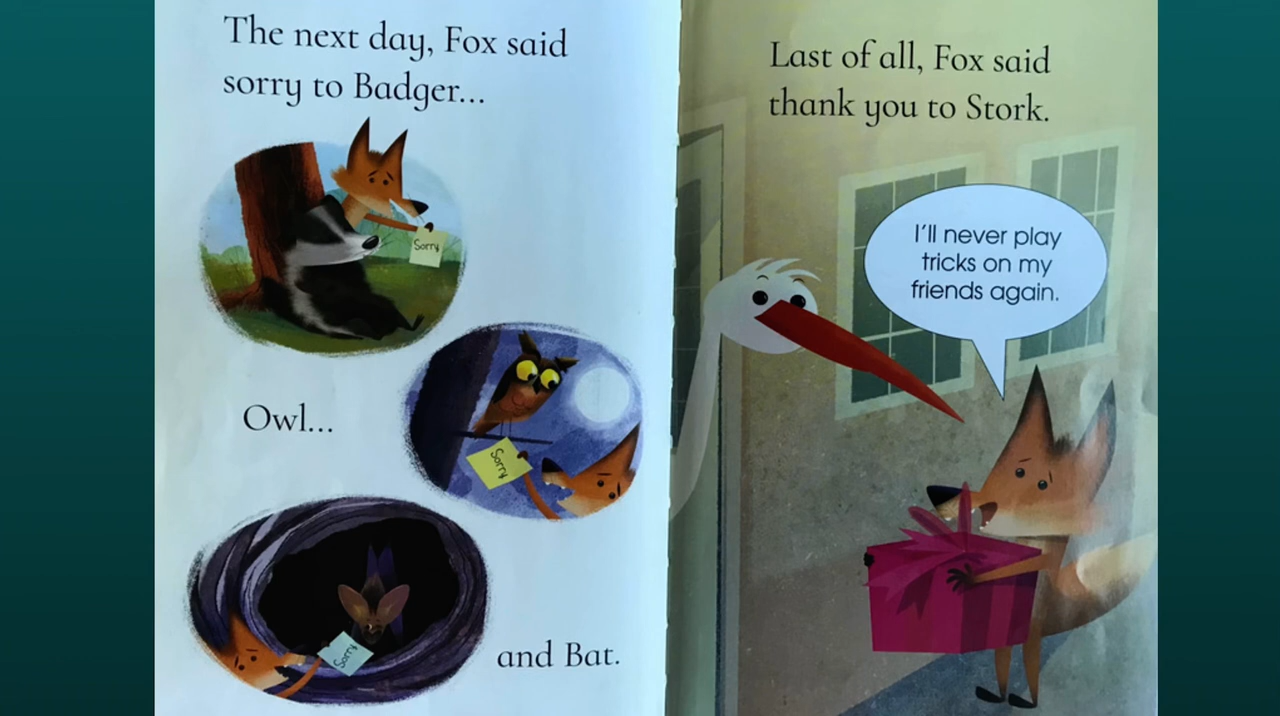 The next day, Fox said
sorry to Badger...
Sorry
Owl...
Sorry
Sorry
and Bat.
Last of all, Fox said
thank you to Stork.
I'll never play
tricks on my
friends again.